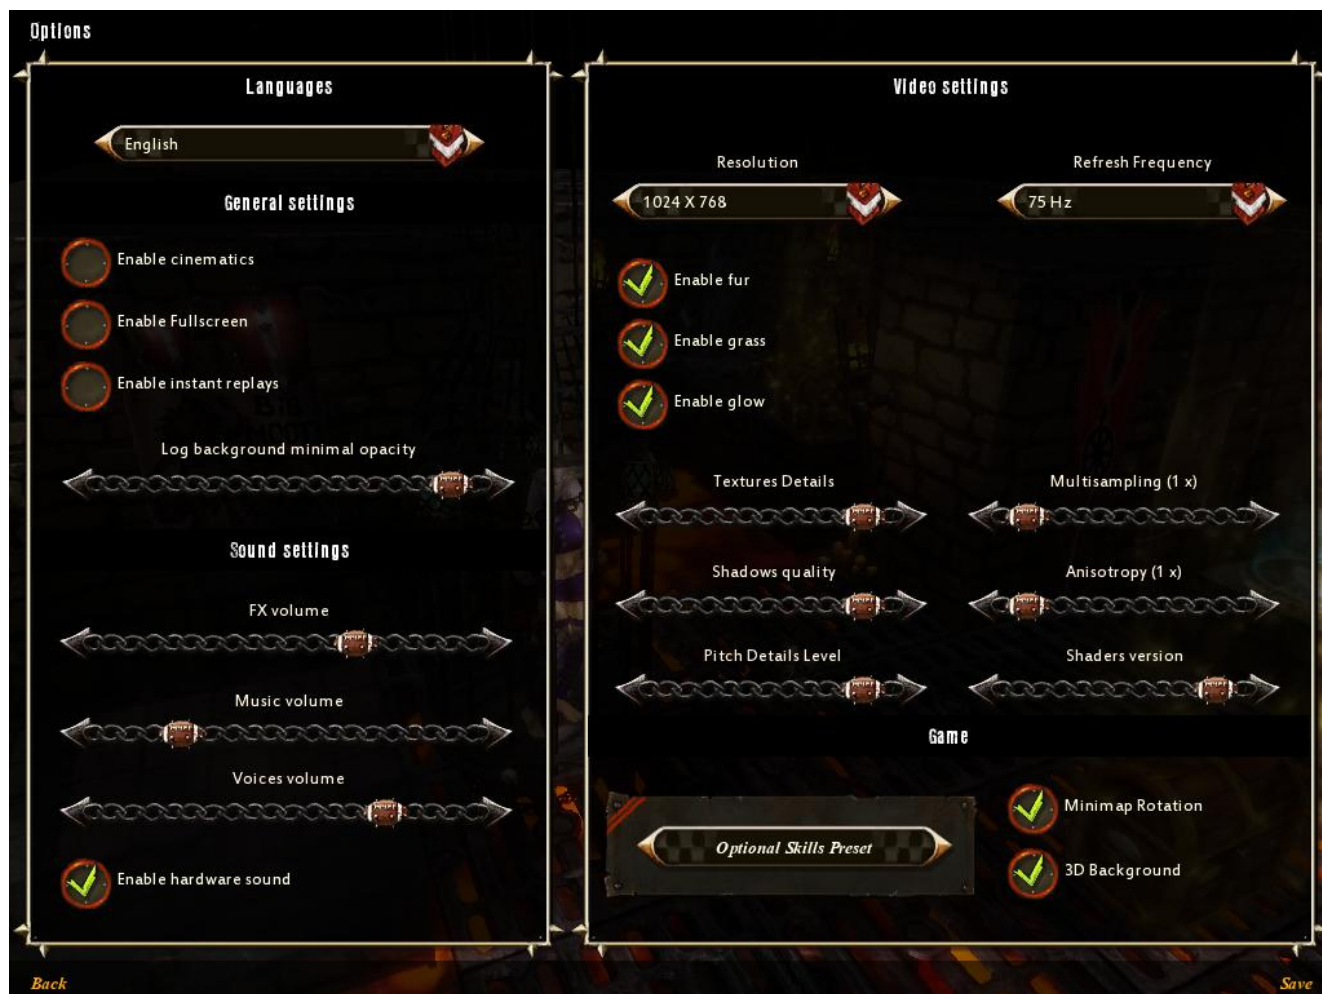 Options
Languages
English
General settings
Enable cinematics
Enable Fullscreen
Enable instant replays
Log background minimal opacity
Sound settings
FX volume
Music volume
Voices volume
Enable hardware sound
Video settings
Resolution
Refresh Frequency
1024 X 768
75 Hz
Enable fur
Enable grass
Enable glow
Textures Details
Multisampling (1 x)
Shadows quality
Anisotropy (1 x)
Pitch Details Level
Shaders version
Game
Optional Skills Preset
Minimap Rotation
3D Background
Back
Save